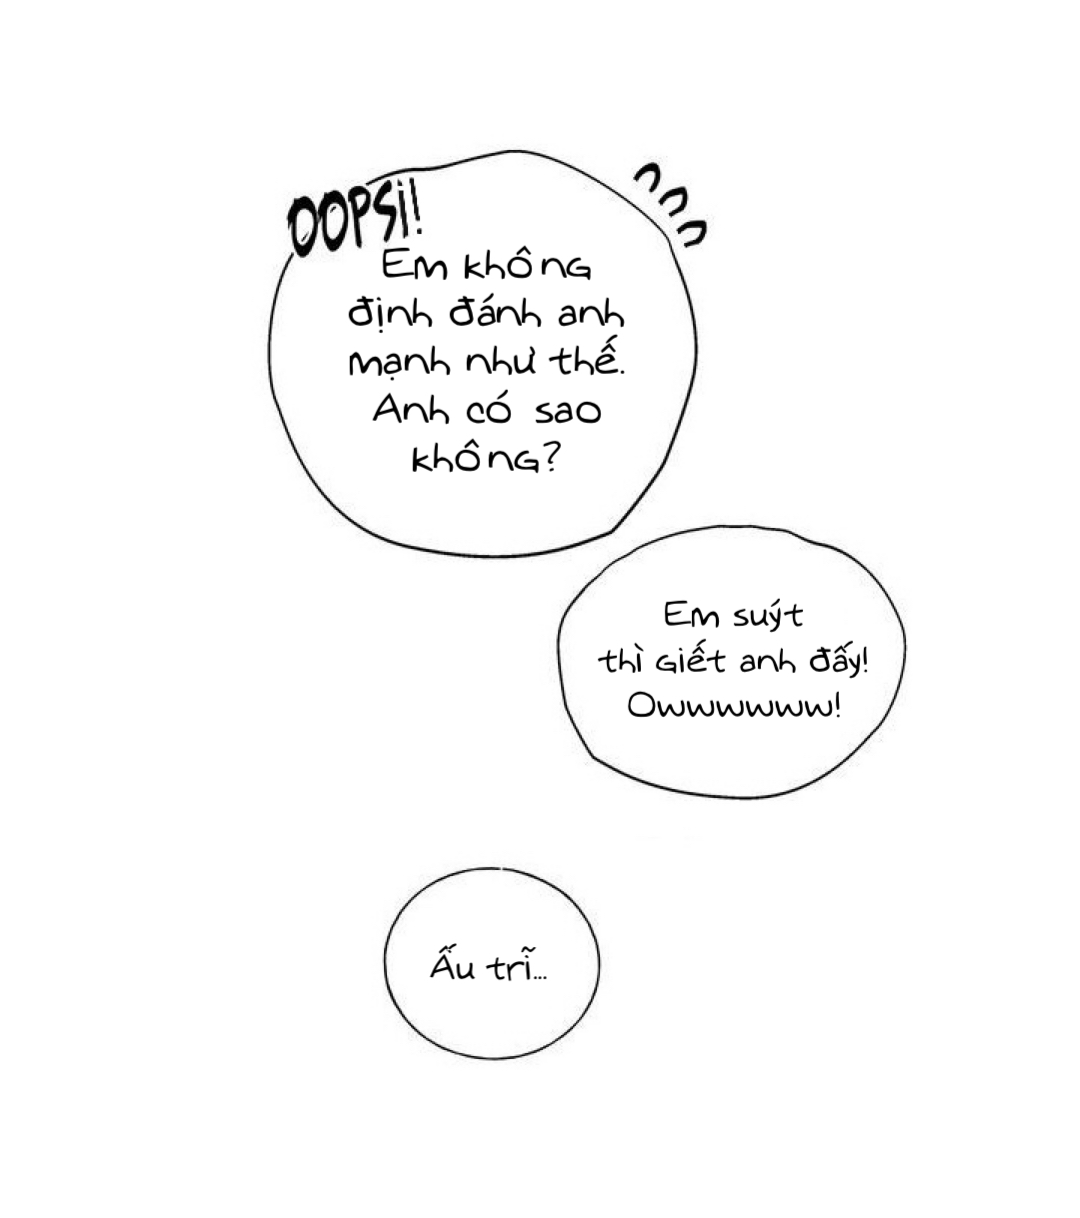 OOPSi!
Em không
định đánh anh
mạnh như thế.
Anh có sao
không?
Em suýt
thì giết anh đấy!
Owwwwww!
Ấu trĩ...